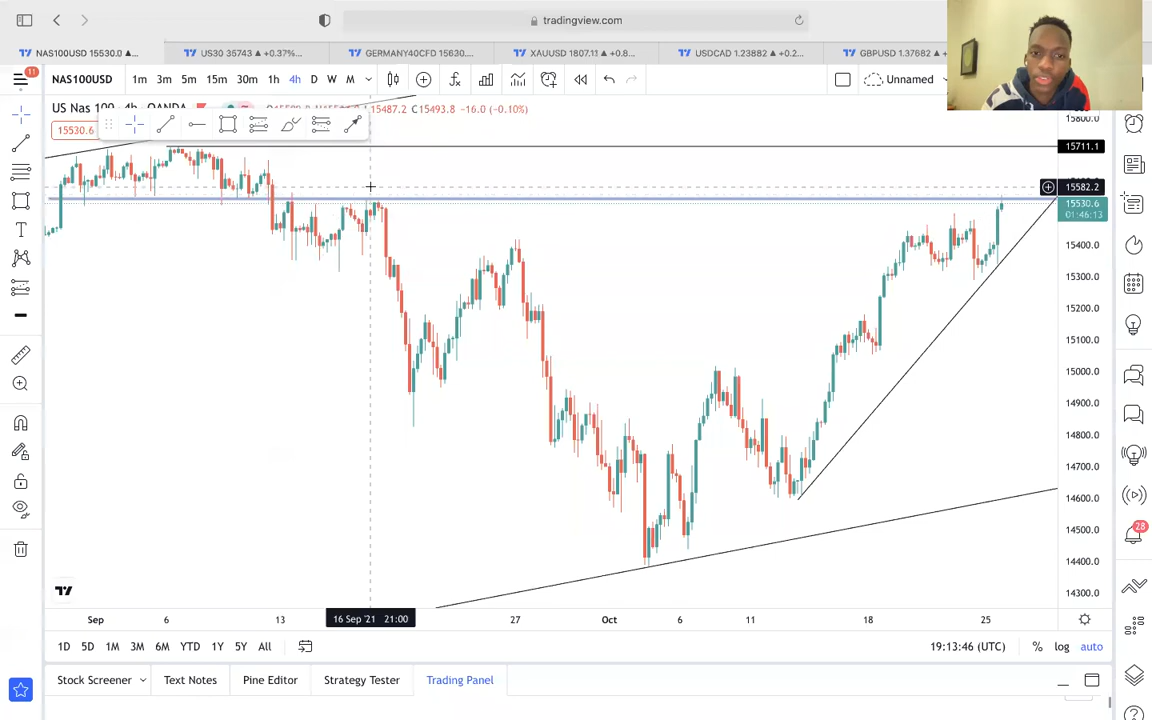 tradingview.com
NAS100USD 15530.0 ▲...
US30 35743 ▲ +0.37%...
GERMANY40CFD 15630....
XAUUSD 1807.11 ▲ +0.8...
USDCAD 1.23882 ▲ +0.2...
GBPUSD 1.37682 ▲
11
NAS100USD
1m 3m 5m 15m 30m 1h 4h D W M
Unnamed
US Nas 100 · 4h · OANDA
15487.2 C15493.8 −16.0 (−0.10%)
15530.6
15800.0
15711.1
15582.2
15530.6
01:46:13
15400.0
15300.0
15200.0
15100.0
15000.0
14900.0
14800.0
14700.0
14600.0
14500.0
14400.0
14300.0
28
Sep 6 13 16 Sep '21 21:00 27 Oct 6 11 18 25
1D 5D 1M 3M 6M YTD 1Y 5Y All
19:13:46 (UTC) % log auto
Stock Screener Text Notes Pine Editor Strategy Tester Trading Panel